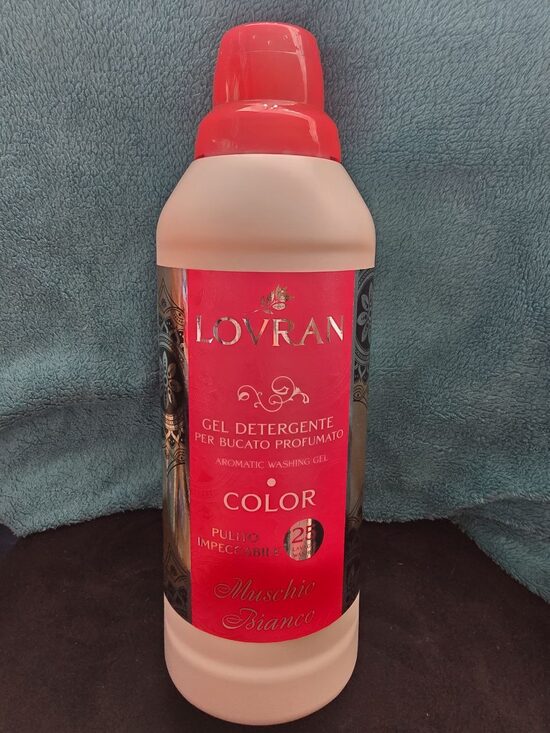 LOVRAN
GEL DETERGENTE
PER BUCATO PROFUMATO
AROMATIC WASHING GEL
COLOR
PULITO
IMPECCABILE
Muschio
Bianco